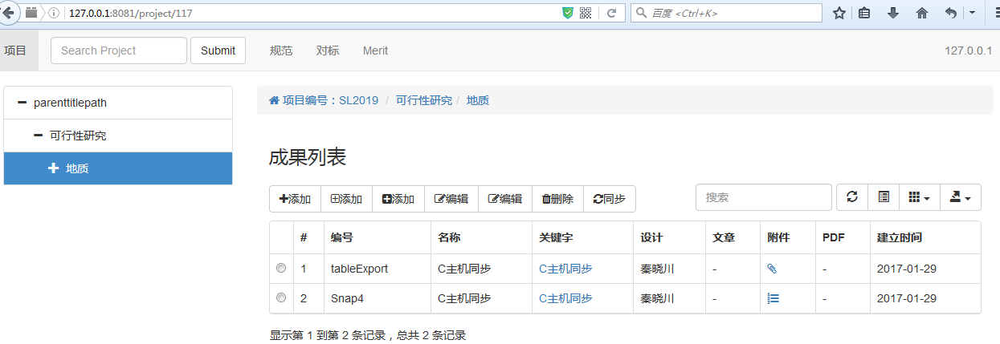 127.0.0.1:8081/project/117 百度 <Ctrl+K>
项目 Search Project Submit 规范 对标 Merit 127.0.0.1
parenttitlepath
可行性研究
地质
项目编号：SL2019 / 可行性研究 / 地质
成果列表
添加 添加 添加 编辑 编辑 删除 同步 搜索
# 编号 名称 关键字 设计 文章 附件 PDF 建立时间
1 tableExport C主机同步 C主机同步 秦晓川 - - 2017-01-29
2 Snap4 C主机同步 C主机同步 秦晓川 - - 2017-01-29
显示第 1 到第 2 条记录，总共 2 条记录